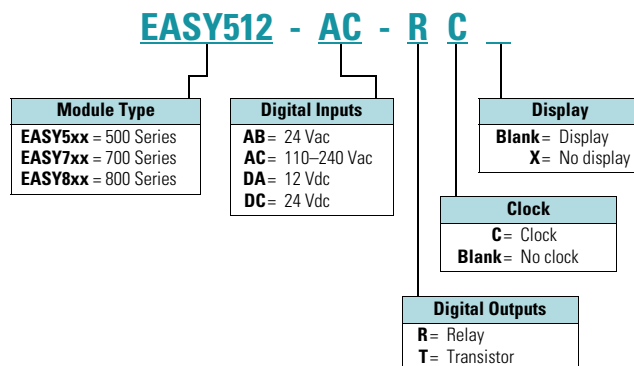 EASY512 - AC - R C _
Module Type
EASY5xx = 500 Series
EASY7xx = 700 Series
EASY8xx = 800 Series
Digital Inputs
AB = 24 Vac
AC = 110–240 Vac
DA = 12 Vdc
DC = 24 Vdc
Display
Blank = Display
X = No display
Clock
C = Clock
Blank = No clock
Digital Outputs
R = Relay
T = Transistor